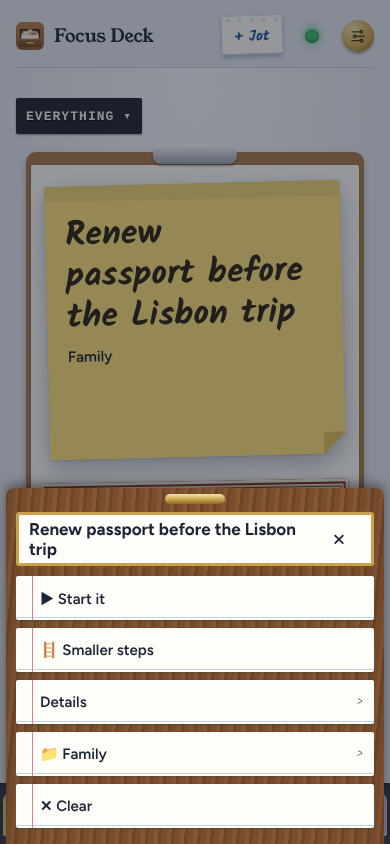 Focus Deck
+ Jot
EVERYTHING ▾
Renew
passport before
the Lisbon trip
Family
Renew passport before the Lisbon
trip
✕
▶ Start it
🪜 Smaller steps
Details >
📁 Family >
✕ Clear